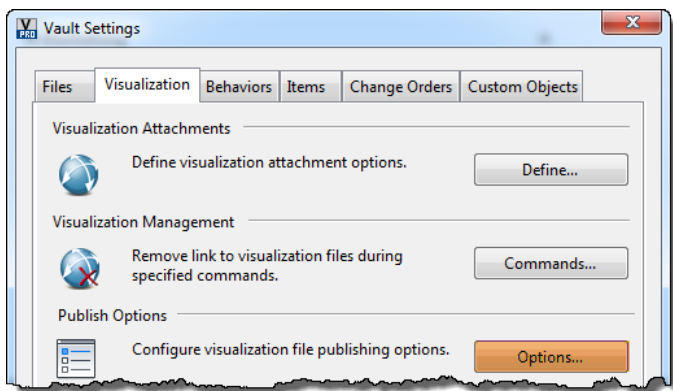 V PRO Vault Settings
Files Visualization Behaviors Items Change Orders Custom Objects
Visualization Attachments
Define visualization attachment options. Define...
Visualization Management
Remove link to visualization files during
specified commands. Commands...
Publish Options
Configure visualization file publishing options. Options...